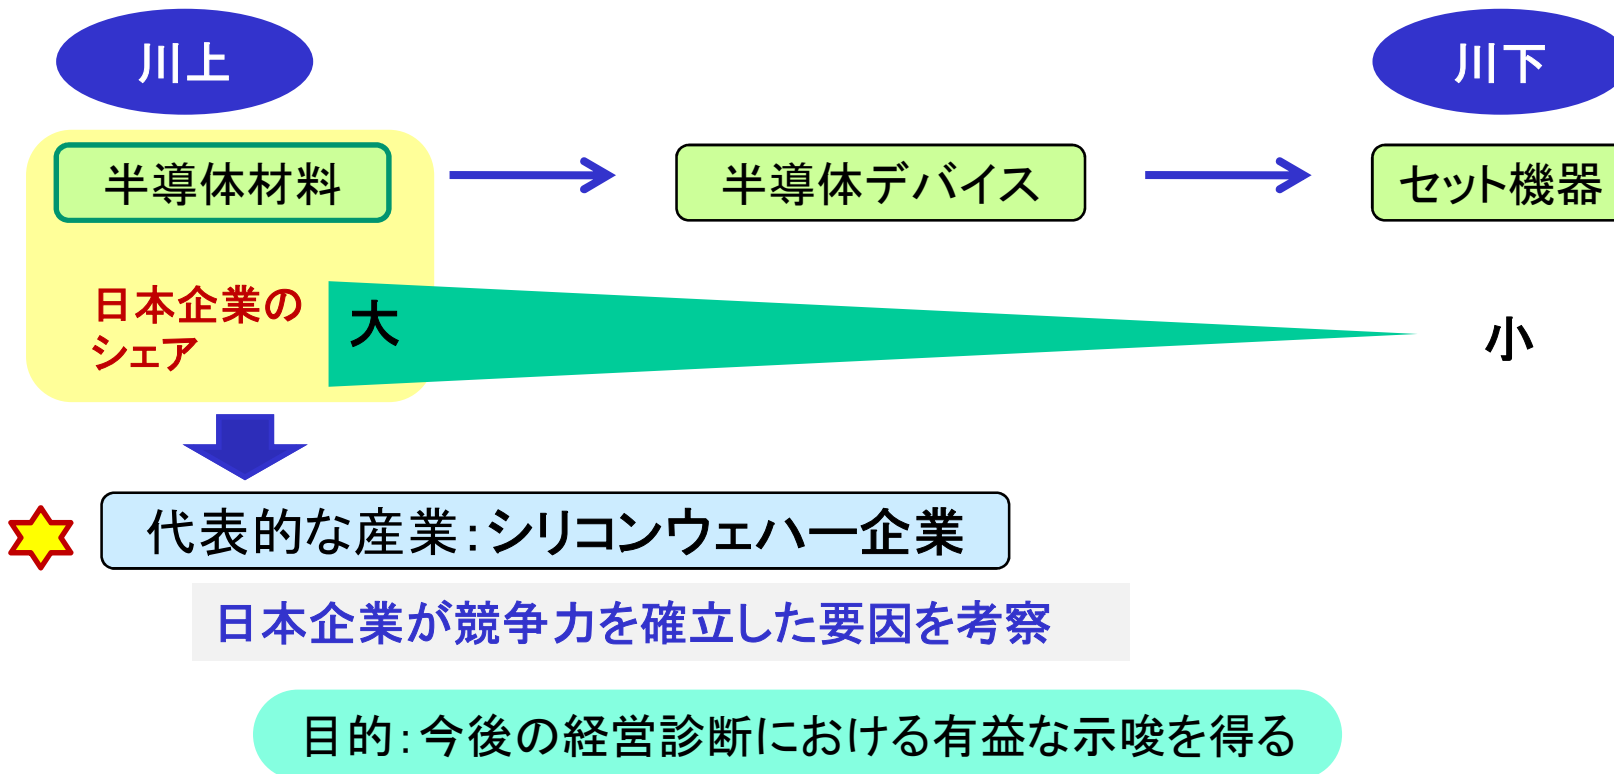 川上
川下
半導体材料
半導体デバイス
セット機器
日本企業の
シェア
大
小
代表的な産業：シリコンウェハー企業
日本企業が競争力を確立した要因を考察
目的：今後の経営診断における有益な示唆を得る